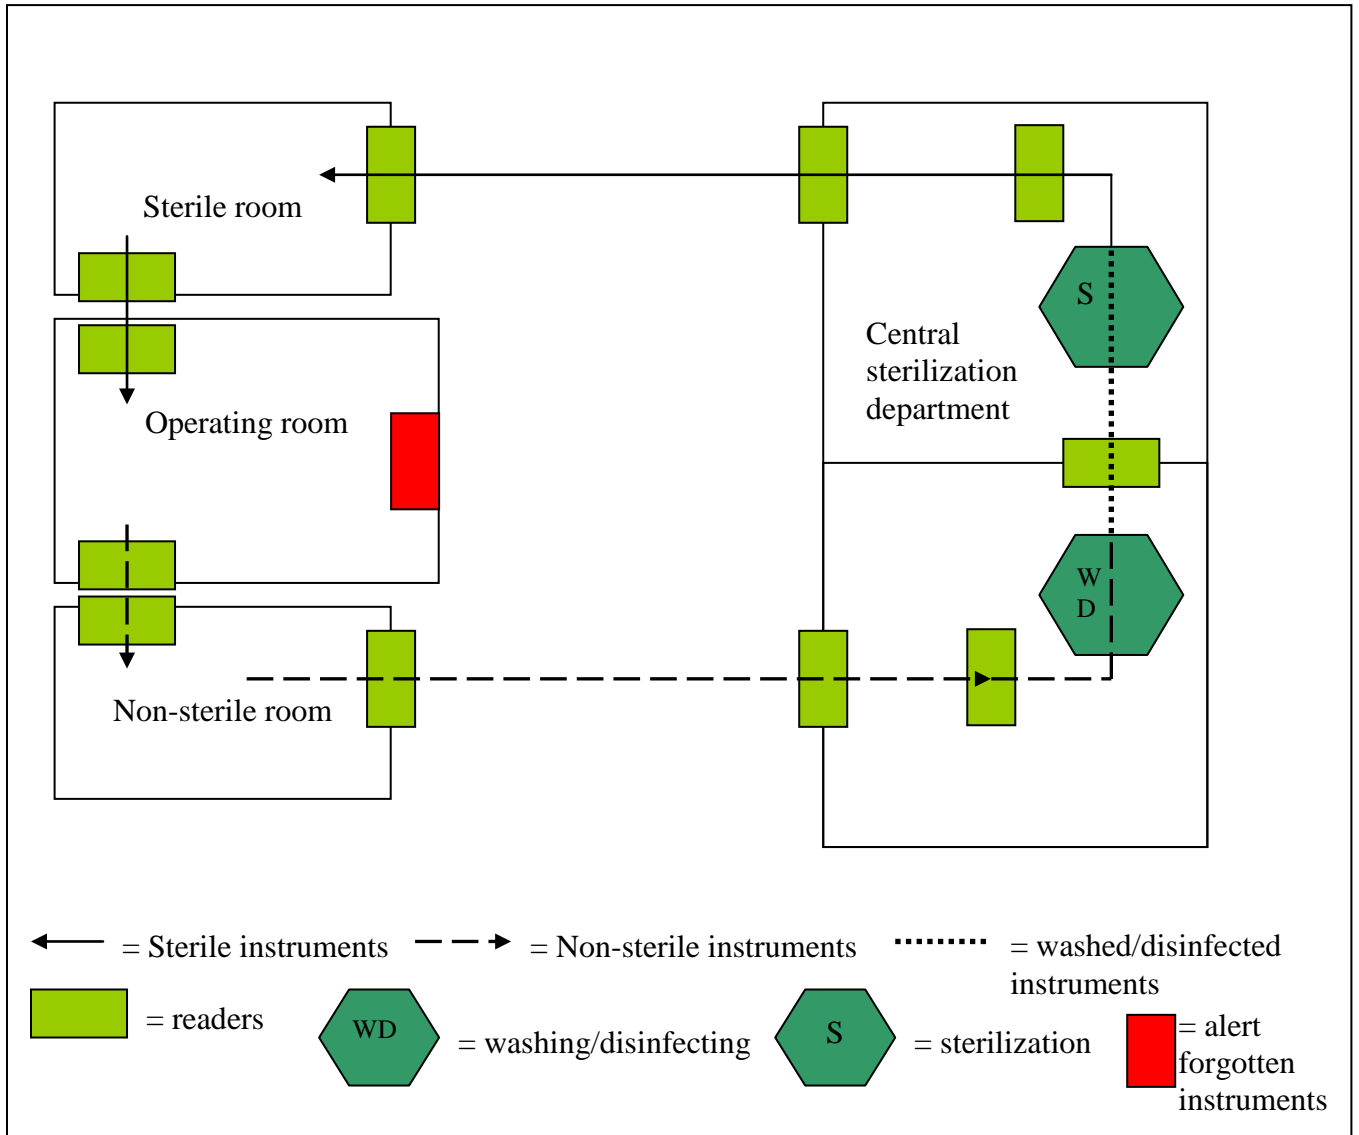 Sterile room
S
Central
sterilization
department
Operating room
W
D
Non-sterile room
= Sterile instruments
= Non-sterile instruments
= washed/disinfected
instruments
= readers
WD
= washing/disinfecting
S
= sterilization
= alert
forgotten
instruments